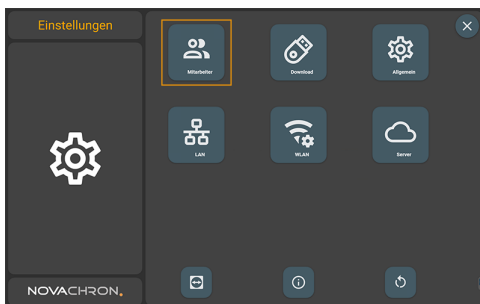 Einstellungen
Mitarbeiter
Download
Allgemein
LAN
WLAN
Server
NOVACHRON.